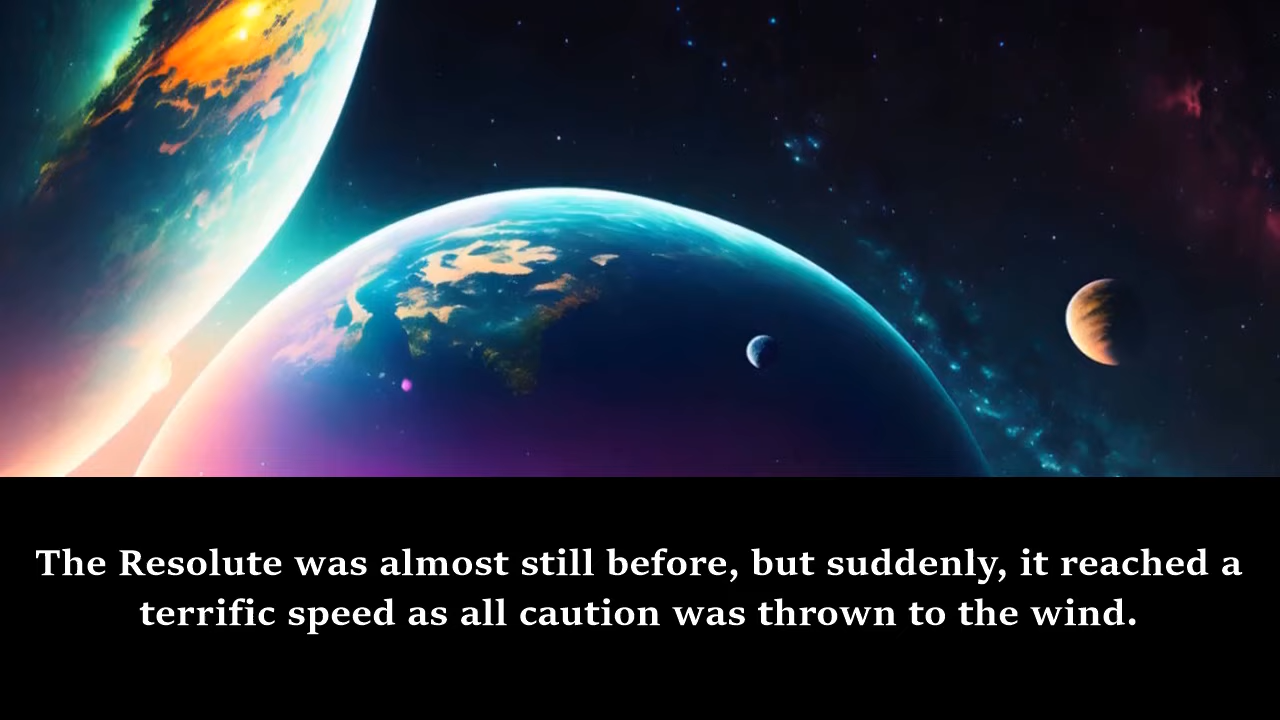 The Resolute was almost still before, but suddenly, it reached a
terrific speed as all caution was thrown to the wind.